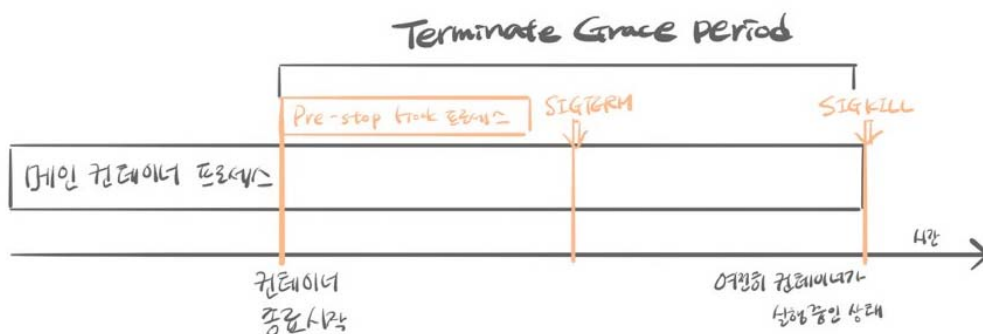 Terminate Grace period
Pre-stop Hook 프로세스
SIGTERM
SIGKILL
메인 컨테이너 프로세스
시간
컨테이너
종료시작
여전히 컨테이너가
실행중인 상태